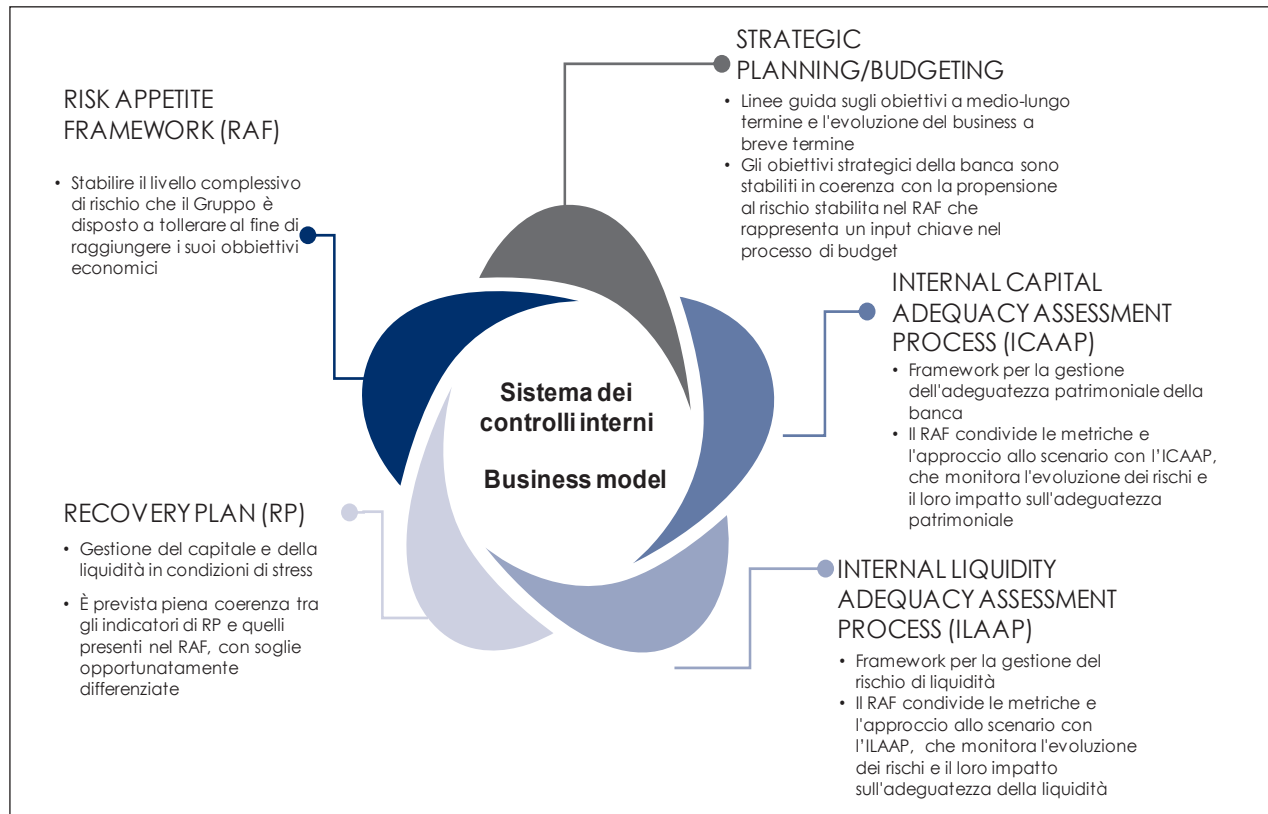 RISK APPETITE
FRAMEWORK (RAF)
• Stabilire il livello complessivo
di rischio che il Gruppo è
disposto a tollerare al fine di
raggiungere i suoi obbiettivi
economici
STRATEGIC
PLANNING/BUDGETING
• Linee guida sugli obiettivi a medio-lungo
termine e l'evoluzione del business a
breve termine
• Gli obiettivi strategici della banca sono
stabiliti in coerenza con la propensione
al rischio stabilita nel RAF che
rappresenta un input chiave nel
processo di budget
INTERNAL CAPITAL
ADEQUACY ASSESSMENT
PROCESS (ICAAP)
• Framework per la gestione
dell'adeguatezza patrimoniale della
banca
• Il RAF condivide le metriche e
l'approccio allo scenario con l'ICAAP,
che monitora l'evoluzione dei rischi e
il loro impatto sull'adeguatezza
patrimoniale
Sistema dei
controlli interni
Business model
RECOVERY PLAN (RP)
• Gestione del capitale e della
liquidità in condizioni di stress
• È prevista piena coerenza tra
gli indicatori di RP e quelli
presenti nel RAF, con soglie
opportunatamente
differenziate
INTERNAL LIQUIDITY
ADEQUACY ASSESSMENT
PROCESS (ILAAP)
• Framework per la gestione del
rischio di liquidità
• Il RAF condivide le metriche e
l'approccio allo scenario con
l'ILAAP, che monitora l'evoluzione
dei rischi e il loro impatto
sull'adeguatezza della liquidità